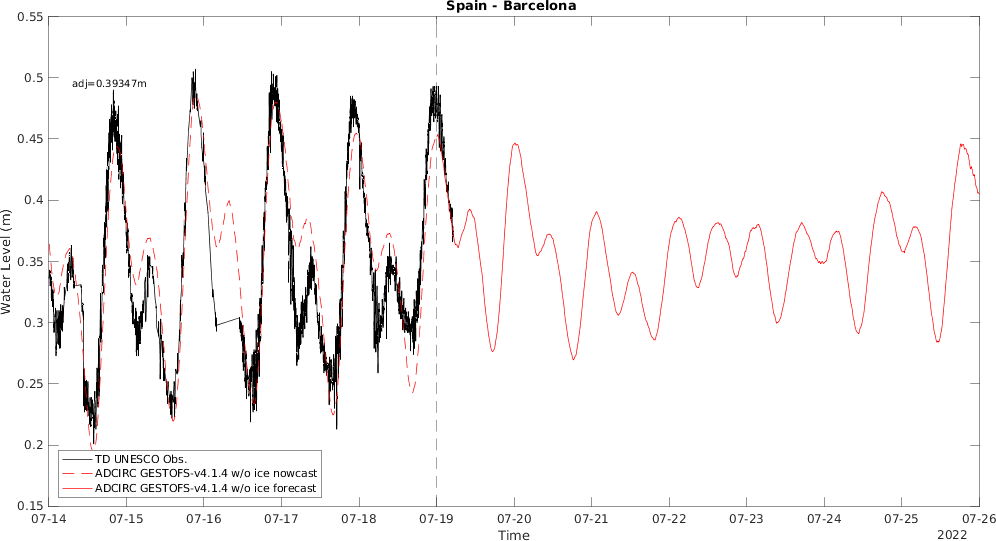 Spain - Barcelona
0.55
0.5
0.45
0.4
0.35
0.3
0.25
0.2
0.15
Water Level (m)
adj=0.39347m
TD UNESCO Obs.
ADCIRC GESTOFS-v4.1.4 w/o ice nowcast
ADCIRC GESTOFS-v4.1.4 w/o ice forecast
07-14 07-15 07-16 07-17 07-18 07-19 07-20 07-21 07-22 07-23 07-24 07-25 07-26
Time
2022